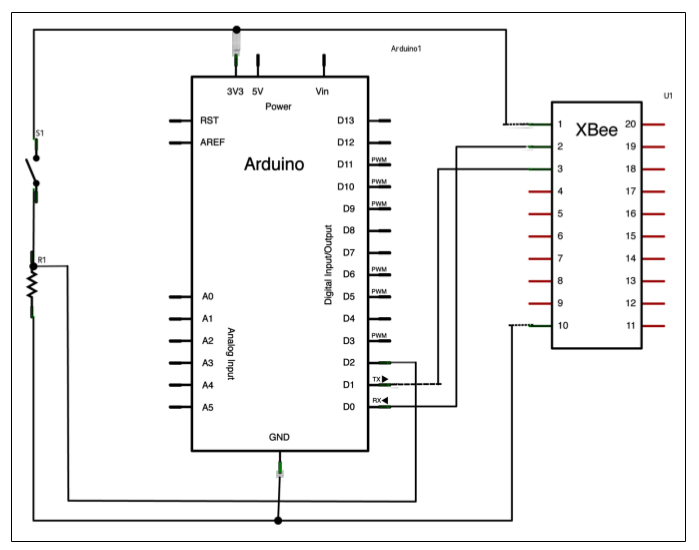 Arduino1
3V3 5V Vin
Power
U1
RST
AREF
Arduino
D13
D12
D11 PWM
D10 PWM
D9 PWM
D8
D7
D6 PWM
D5 PWM
D4
D3 PWM
D2
D1 TX
D0 RX
Digital Input/Output
A0
A1
A2
A3
A4
A5
Analog Input
GND
S1
R1
XBee
1 20
2 19
3 18
4 17
5 16
6 15
7 14
8 13
9 12
10 11